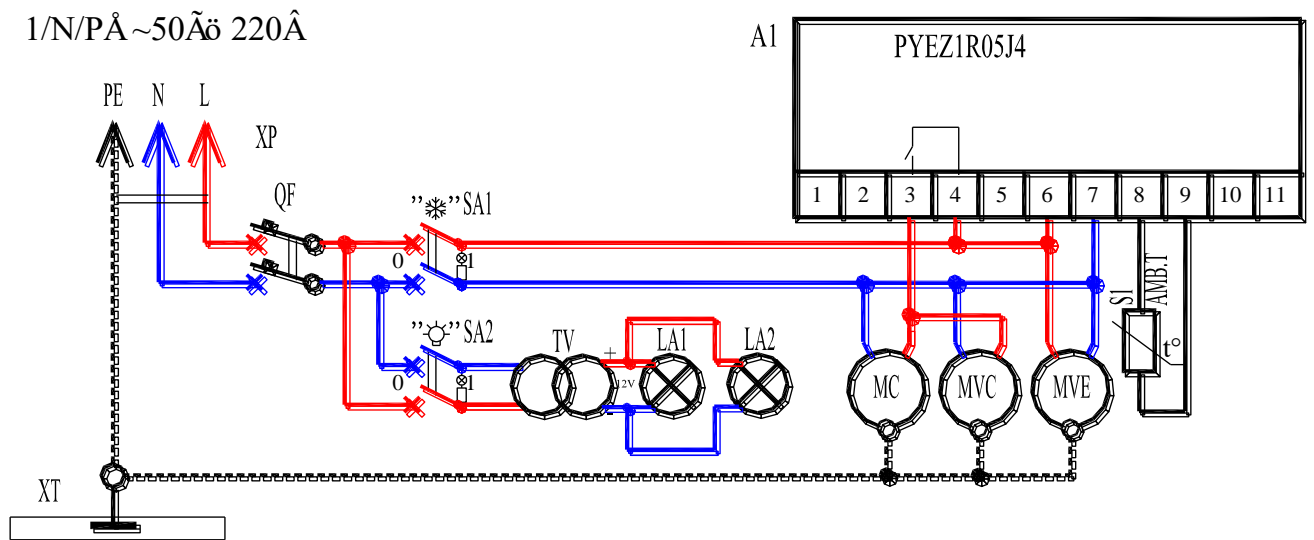 1/N/PÅ ~50Ãö 220Â
A1
PYEZ1R05J4
PE N L
XP
QF
”❄” SA1
1 2 3 4 5 6 7 8 9 10 11
0 1
S1
AMB.T
”💡” SA2
TV
+
LA1
LA2
t°
0 1
12V
-
MC
MVC
MVE
XT